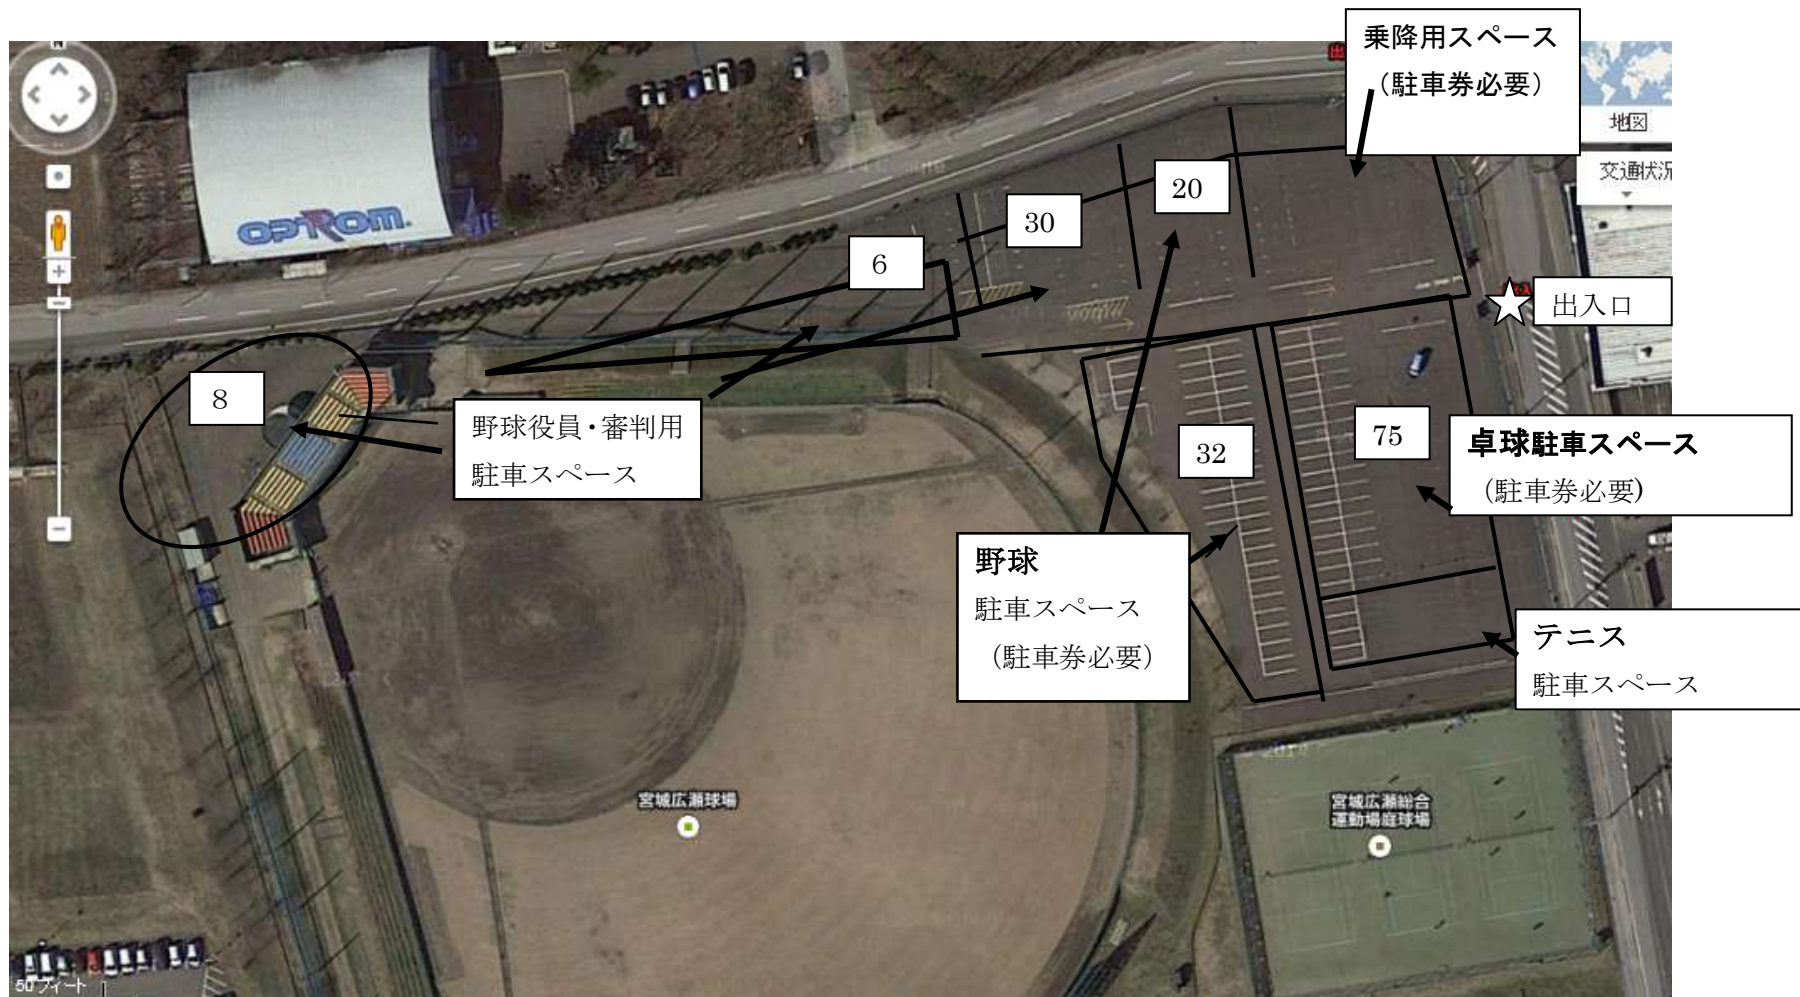 乗降用スペース
（駐車券必要）
地図
交通状況
N
OPTROM.
20
30
6
出入口
8
野球役員・審判用
駐車スペース
75
32
卓球駐車スペース
（駐車券必要）
野球
駐車スペース
（駐車券必要）
テニス
駐車スペース
宮城広瀬球場
宮城広瀬総合
運動場庭球場
50 フィート